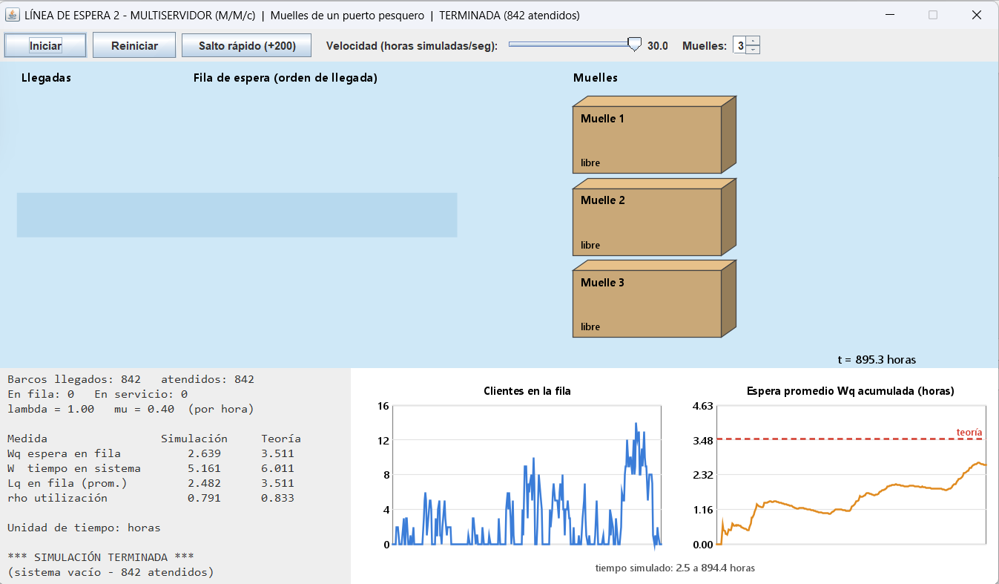 LÍNEA DE ESPERA 2 - MULTISERVIDOR (M/M/c) | Muelles de un puerto pesquero | TERMINADA (842 atendidos)
Iniciar Reiniciar Salto rápido (+200) Velocidad (horas simuladas/seg): 30.0 Muelles: 3
Llegadas Fila de espera (orden de llegada) Muelles
Muelle 1
libre
Muelle 2
libre
Muelle 3
libre
t = 895.3 horas
Barcos llegados: 842 atendidos: 842
En fila: 0 En servicio: 0
lambda = 1.00 mu = 0.40 (por hora)
Medida Simulación Teoría
Wq espera en fila 2.639 3.511
W tiempo en sistema 5.161 6.011
Lq en fila (prom.) 2.482 3.511
rho utilización 0.791 0.833
Unidad de tiempo: horas
*** SIMULACIÓN TERMINADA ***
(sistema vacío - 842 atendidos)
Clientes en la fila
16
12
8
4
0
Espera promedio Wq acumulada (horas)
4.63
teoría
3.48
2.32
1.16
0.00
tiempo simulado: 2.5 a 894.4 horas